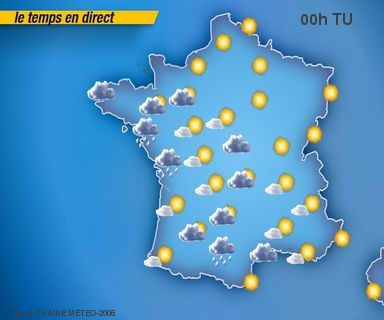 le temps en direct
00h TU
LA CHAINE METEO-2006